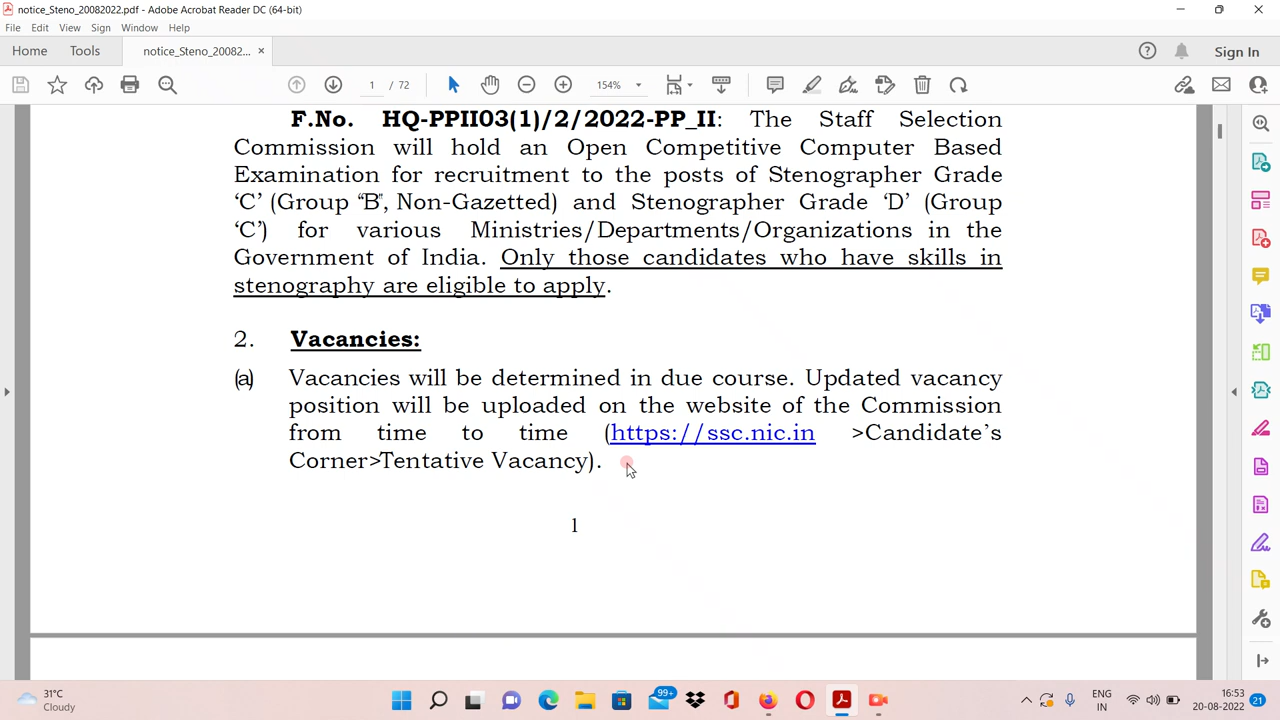 notice_Steno_20082022.pdf - Adobe Acrobat Reader DC (64-bit)
File Edit View Sign Window Help
Home Tools notice_Steno_20082... × Sign In
1 / 72 154%
F.No. HQ-PPII03(1)/2/2022-PP_II: The Staff Selection
Commission will hold an Open Competitive Computer Based
Examination for recruitment to the posts of Stenographer Grade
‘C’ (Group “B”, Non-Gazetted) and Stenographer Grade ‘D’ (Group
‘C’) for various Ministries/Departments/Organizations in the
Government of India. Only those candidates who have skills in
stenography are eligible to apply.
2. Vacancies:
(a) Vacancies will be determined in due course. Updated vacancy
position will be uploaded on the website of the Commission
from time to time (https://ssc.nic.in >Candidate’s
Corner>Tentative Vacancy).
1
31°C
Cloudy
99+
ENG
IN
16:53
20-08-2022
21